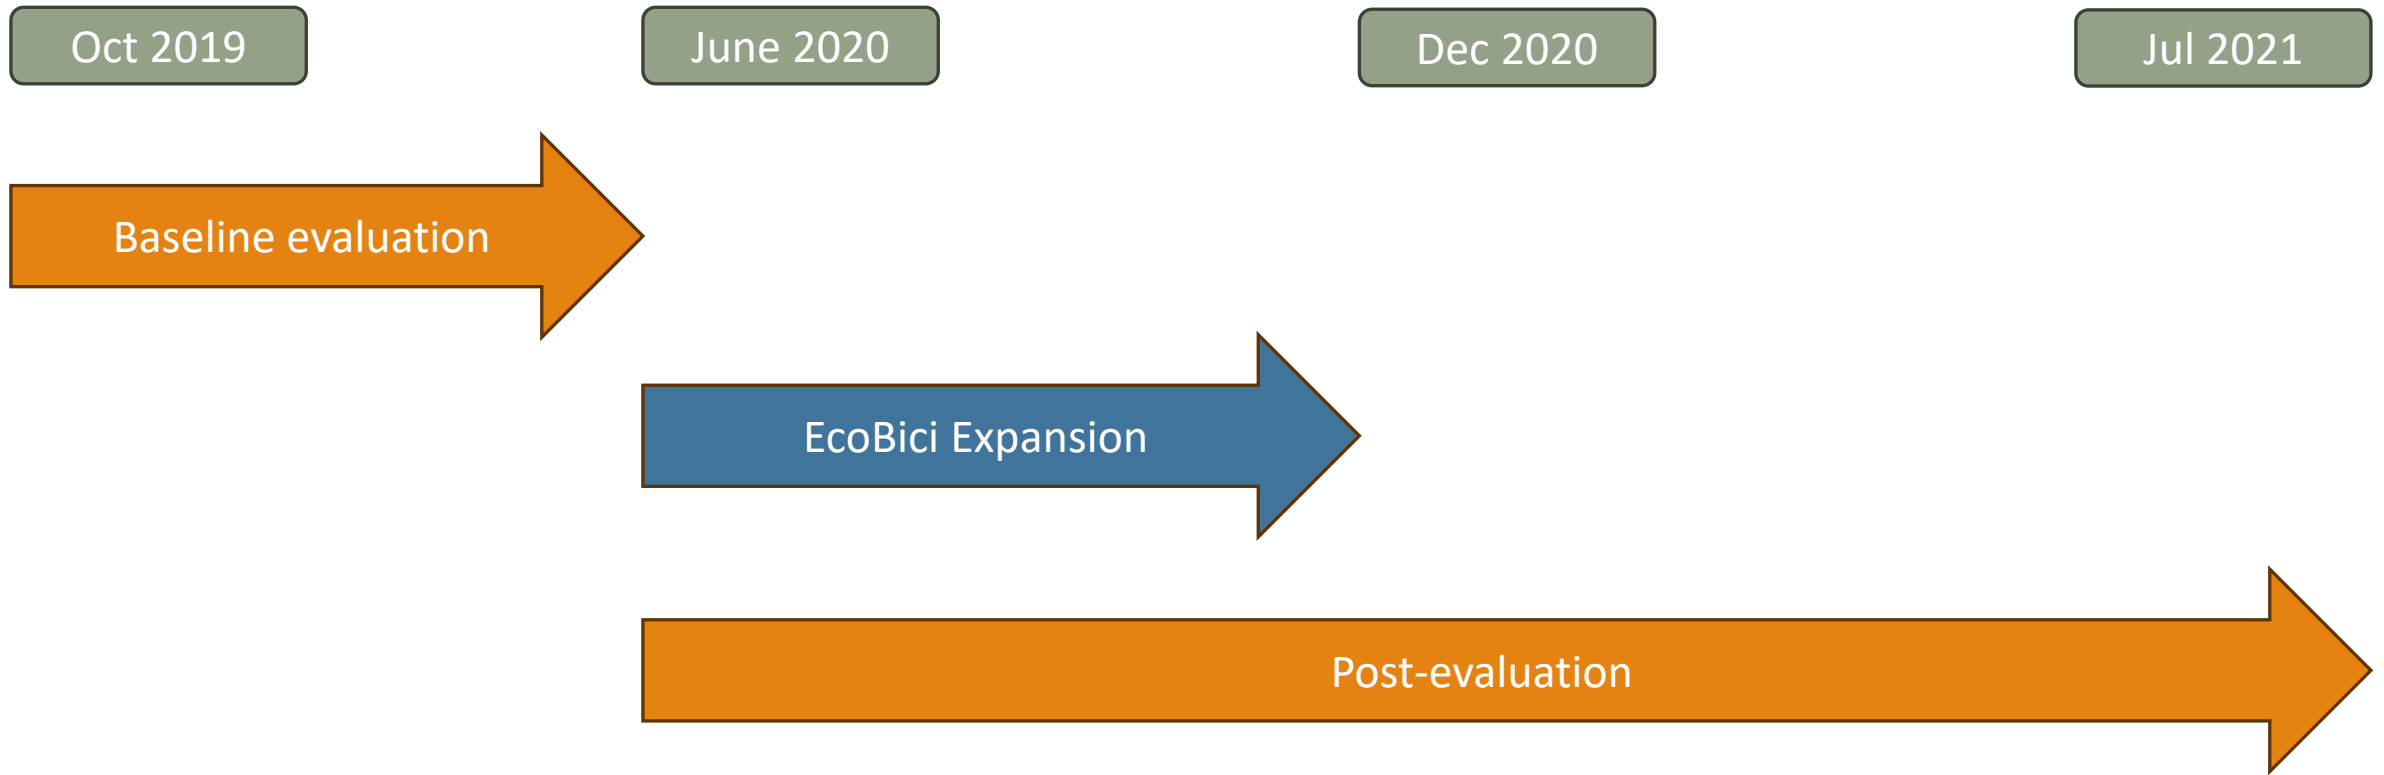 Oct 2019
June 2020
Dec 2020
Jul 2021
Baseline evaluation
EcoBici Expansion
Post-evaluation